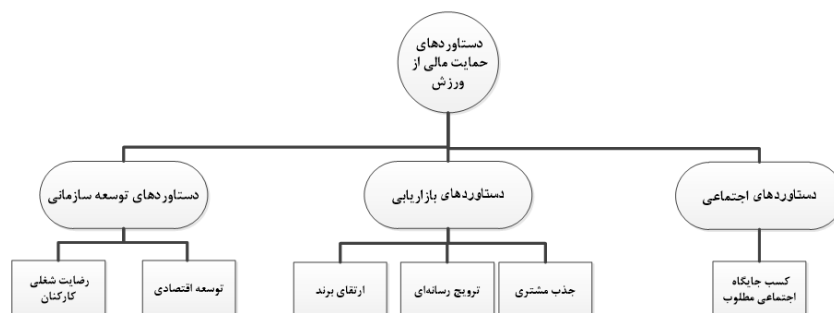 دستاوردهای
حمایت مالی از
ورزش
دستاوردهای اجتماعی
دستاوردهای بازاریابی
دستاوردهای توسعه سازمانی
کسب جایگاه
اجتماعی مطلوب
جذب مشتری
ترویج رسانه‌ای
ارتقای برند
توسعه اقتصادی
رضایت شغلی
کارکنان